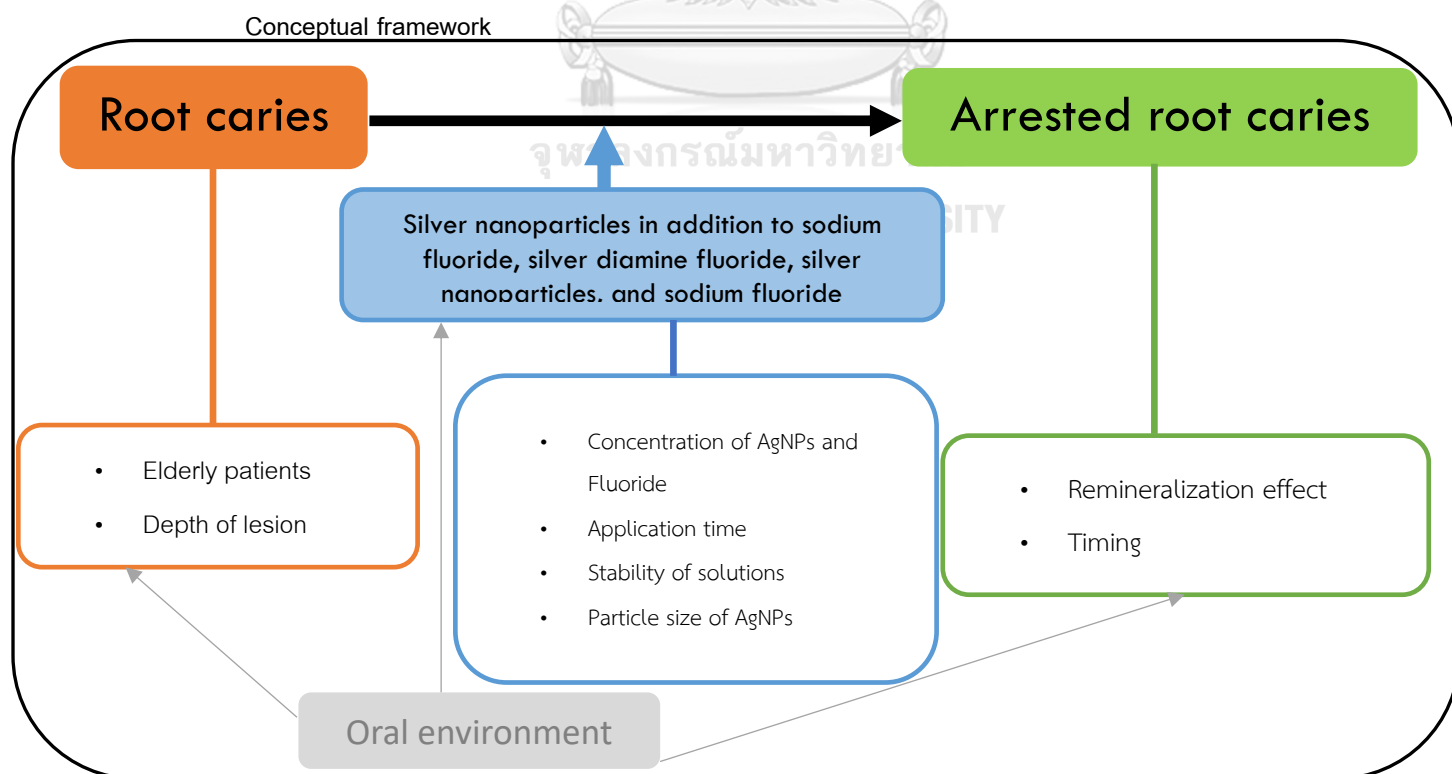 Conceptual framework
Root caries
Arrested root caries
SITY
Silver nanoparticles in addition to sodium
fluoride, silver diamine fluoride, silver
nanoparticles, and sodium fluoride
• Elderly patients
• Depth of lesion
• Concentration of AgNPs and
Fluoride
• Application time
• Stability of solutions
• Particle size of AgNPs
• Remineralization effect
• Timing
Oral environment